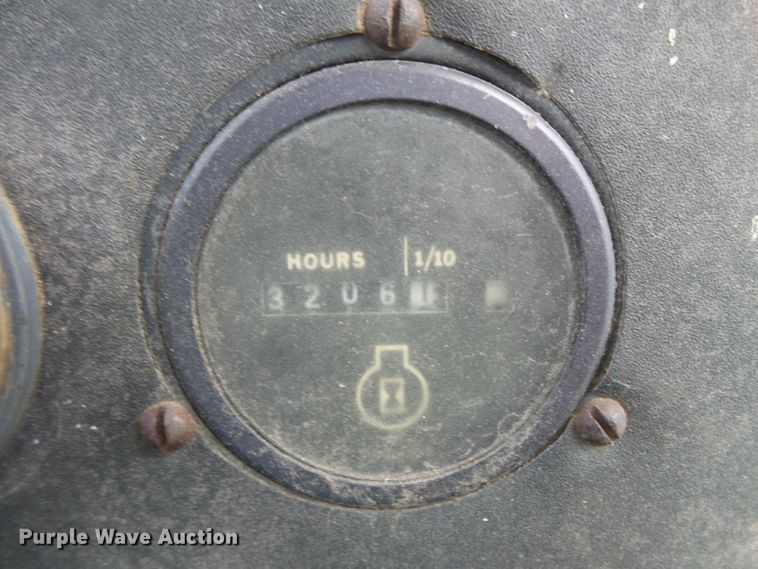 HOURS 1/10
3206
Purple Wave Auction